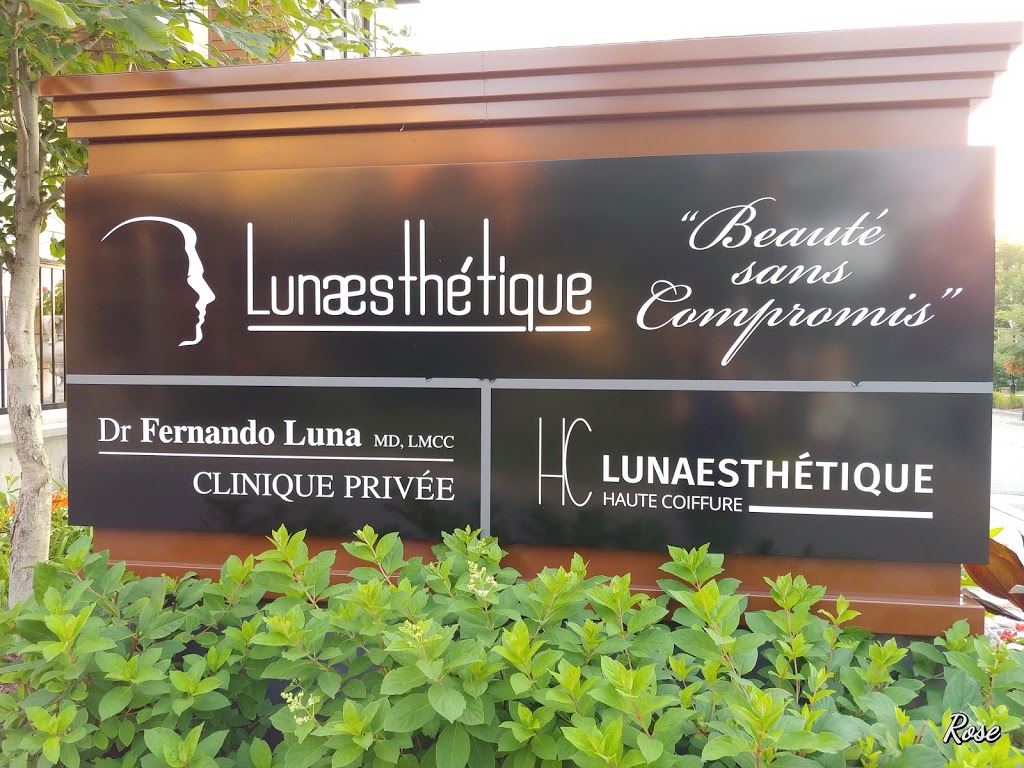 Lunæsthétique
“Beauté
sans
Compromis”
Dr Fernando Luna MD, LMCC
CLINIQUE PRIVÉE
HC LUNAESTHÉTIQUE
HAUTE COIFFURE
Rose